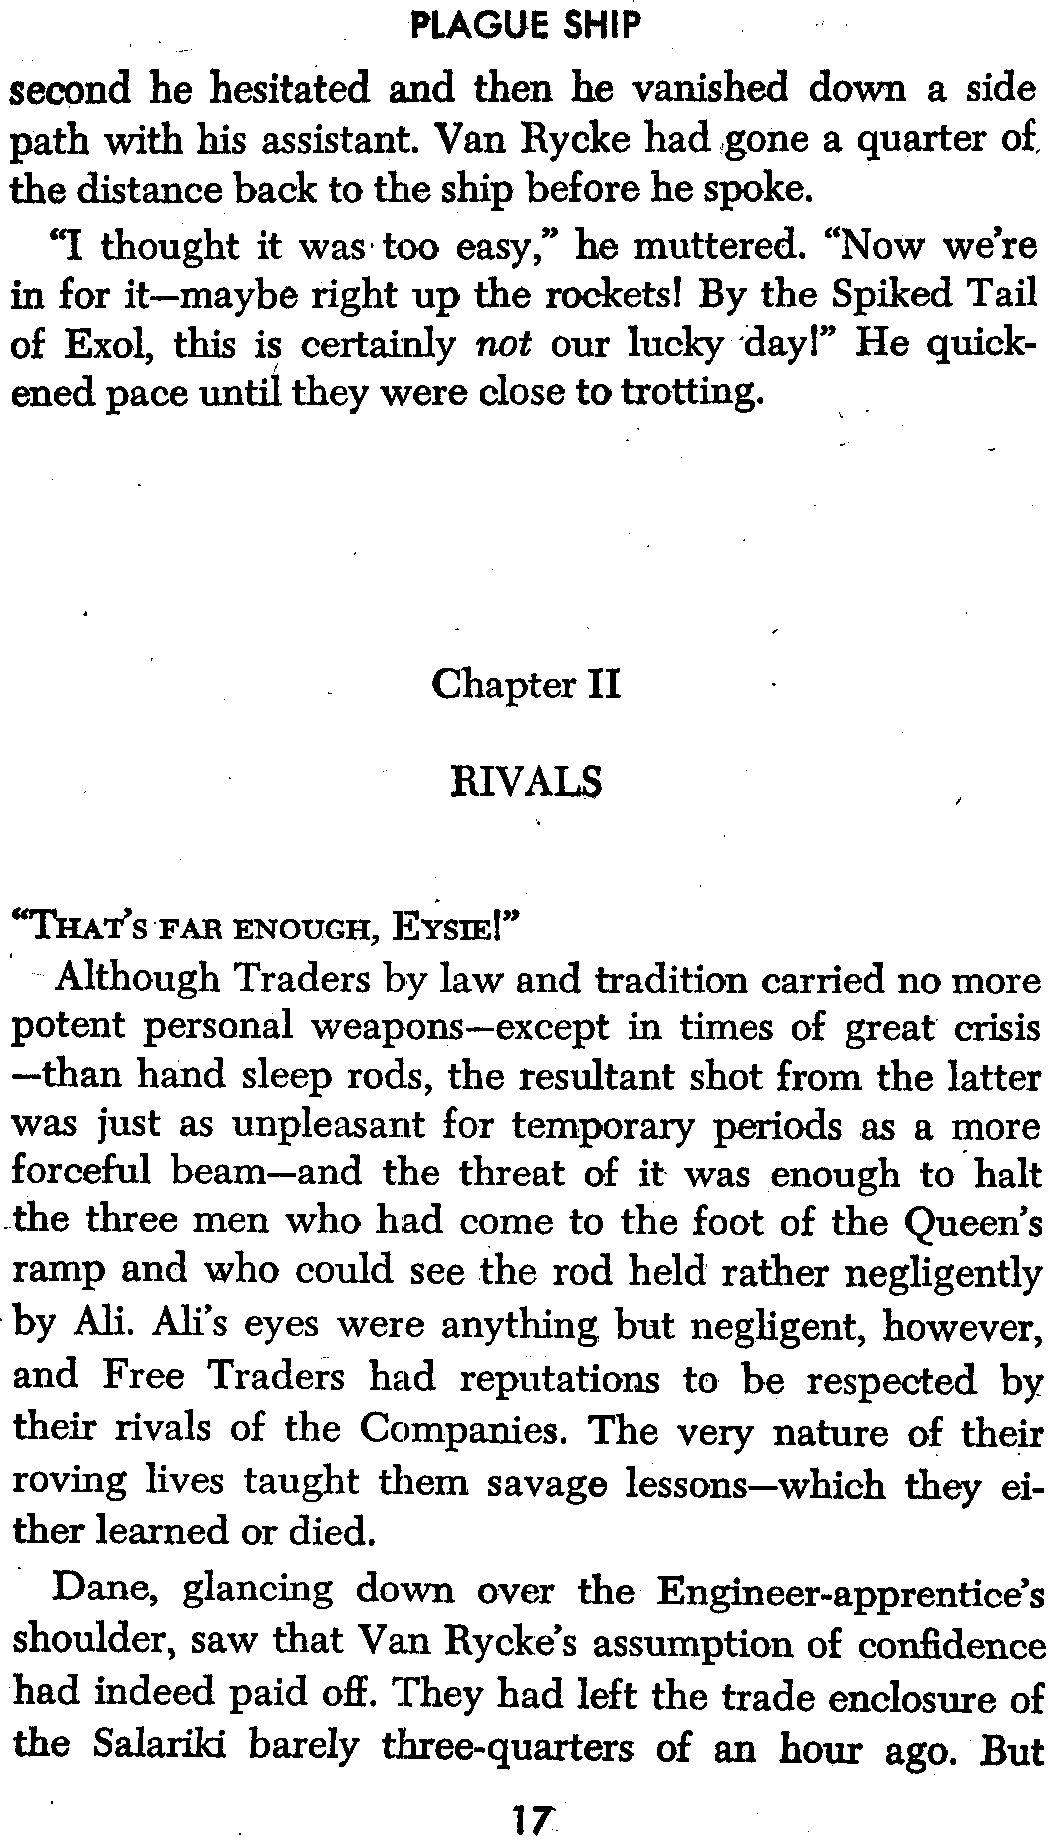 PLAGUE SHIP
second he hesitated and then he vanished down a side
path with his assistant. Van Rycke had gone a quarter of
the distance back to the ship before he spoke.
“I thought it was too easy,” he muttered. “Now we’re
in for it—maybe right up the rockets! By the Spiked Tail
of Exol, this is certainly not our lucky day!” He quick-
ened pace until they were close to trotting.
Chapter II
RIVALS
“THAT’S FAR ENOUGH, EYSIE!”
Although Traders by law and tradition carried no more
potent personal weapons—except in times of great crisis
—than hand sleep rods, the resultant shot from the latter
was just as unpleasant for temporary periods as a more
forceful beam—and the threat of it was enough to halt
the three men who had come to the foot of the Queen’s
ramp and who could see the rod held rather negligently
by Ali. Ali’s eyes were anything but negligent, however,
and Free Traders had reputations to be respected by
their rivals of the Companies. The very nature of their
roving lives taught them savage lessons—which they ei-
ther learned or died.
Dane, glancing down over the Engineer-apprentice’s
shoulder, saw that Van Rycke’s assumption of confidence
had indeed paid off. They had left the trade enclosure of
the Salariki barely three-quarters of an hour ago. But
17